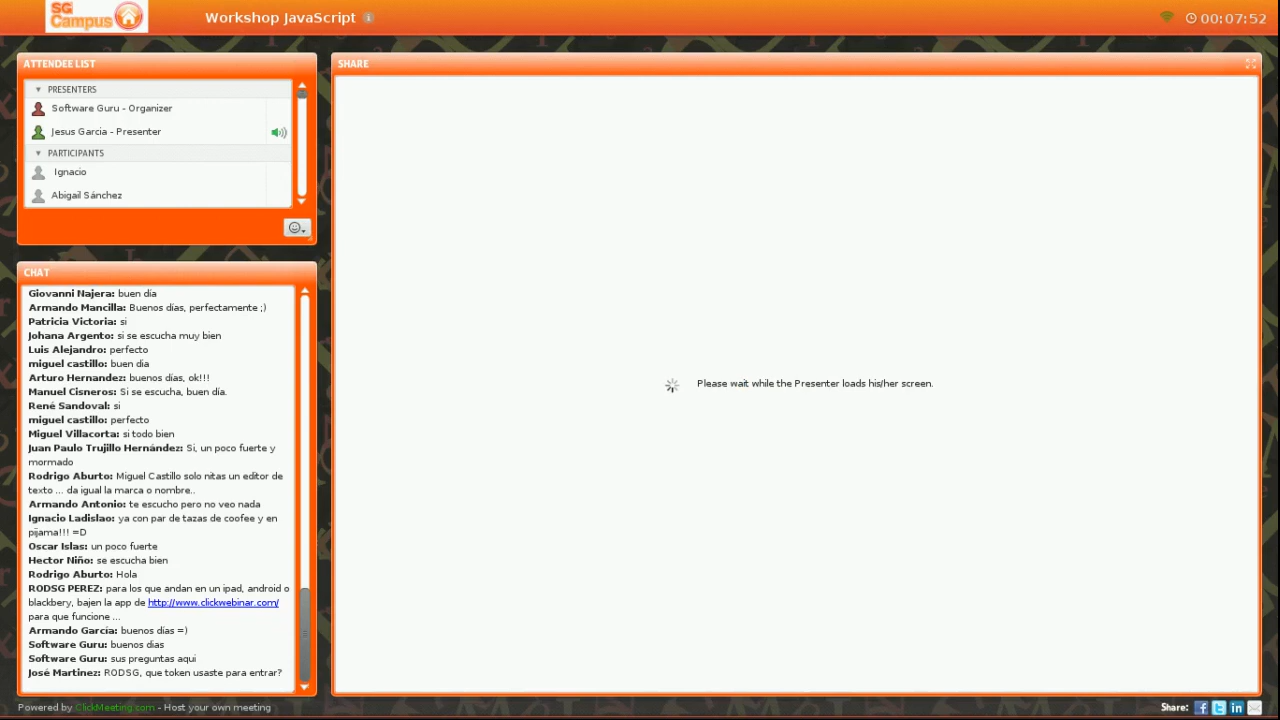 SG Campus
Workshop JavaScript
00:07:52
ATTENDEE LIST
PRESENTERS
Software Guru - Organizer
Jesus Garcia - Presenter
PARTICIPANTS
Ignacio
Abigail Sánchez
CHAT
Giovanni Najera: buen día
Armando Mancilla: Buenos días, perfectamente ;)
Patricia Victoria: si
Johana Argento: si se escucha muy bien
Luis Alejandro: perfecto
miguel castillo: buen dia
Arturo Hernandez: buenos días, ok!!!
Manuel Cisneros: Si se escucha, buen día.
René Sandoval: si
miguel castillo: perfecto
Miguel Villacorta: si todo bien
Juan Paulo Trujillo Hernández: Si, un poco fuerte y
mormado
Rodrigo Aburto: Miguel Castillo solo nitas un editor de
texto ... da igual la marca o nombre..
Armando Antonio: te escucho pero no veo nada
Ignacio Ladislao: ya con par de tazas de coofee y en
pijama!!! =D
Oscar Islas: un poco fuerte
Hector Niño: se escucha bien
Rodrigo Aburto: Hola
RODSG PEREZ: para los que andan en un ipad, android o
blackbery, bajen la app de http://www.clickwebinar.com/
para que funcione ...
Armando García: buenos días =)
Software Guru: buenos dias
Software Guru: sus preguntas aqui
José Martinez: RODSG, que token usaste para entrar?
SHARE
Please wait while the Presenter loads his/her screen.
Powered by ClickMeeting.com - Host your own meeting
Share: